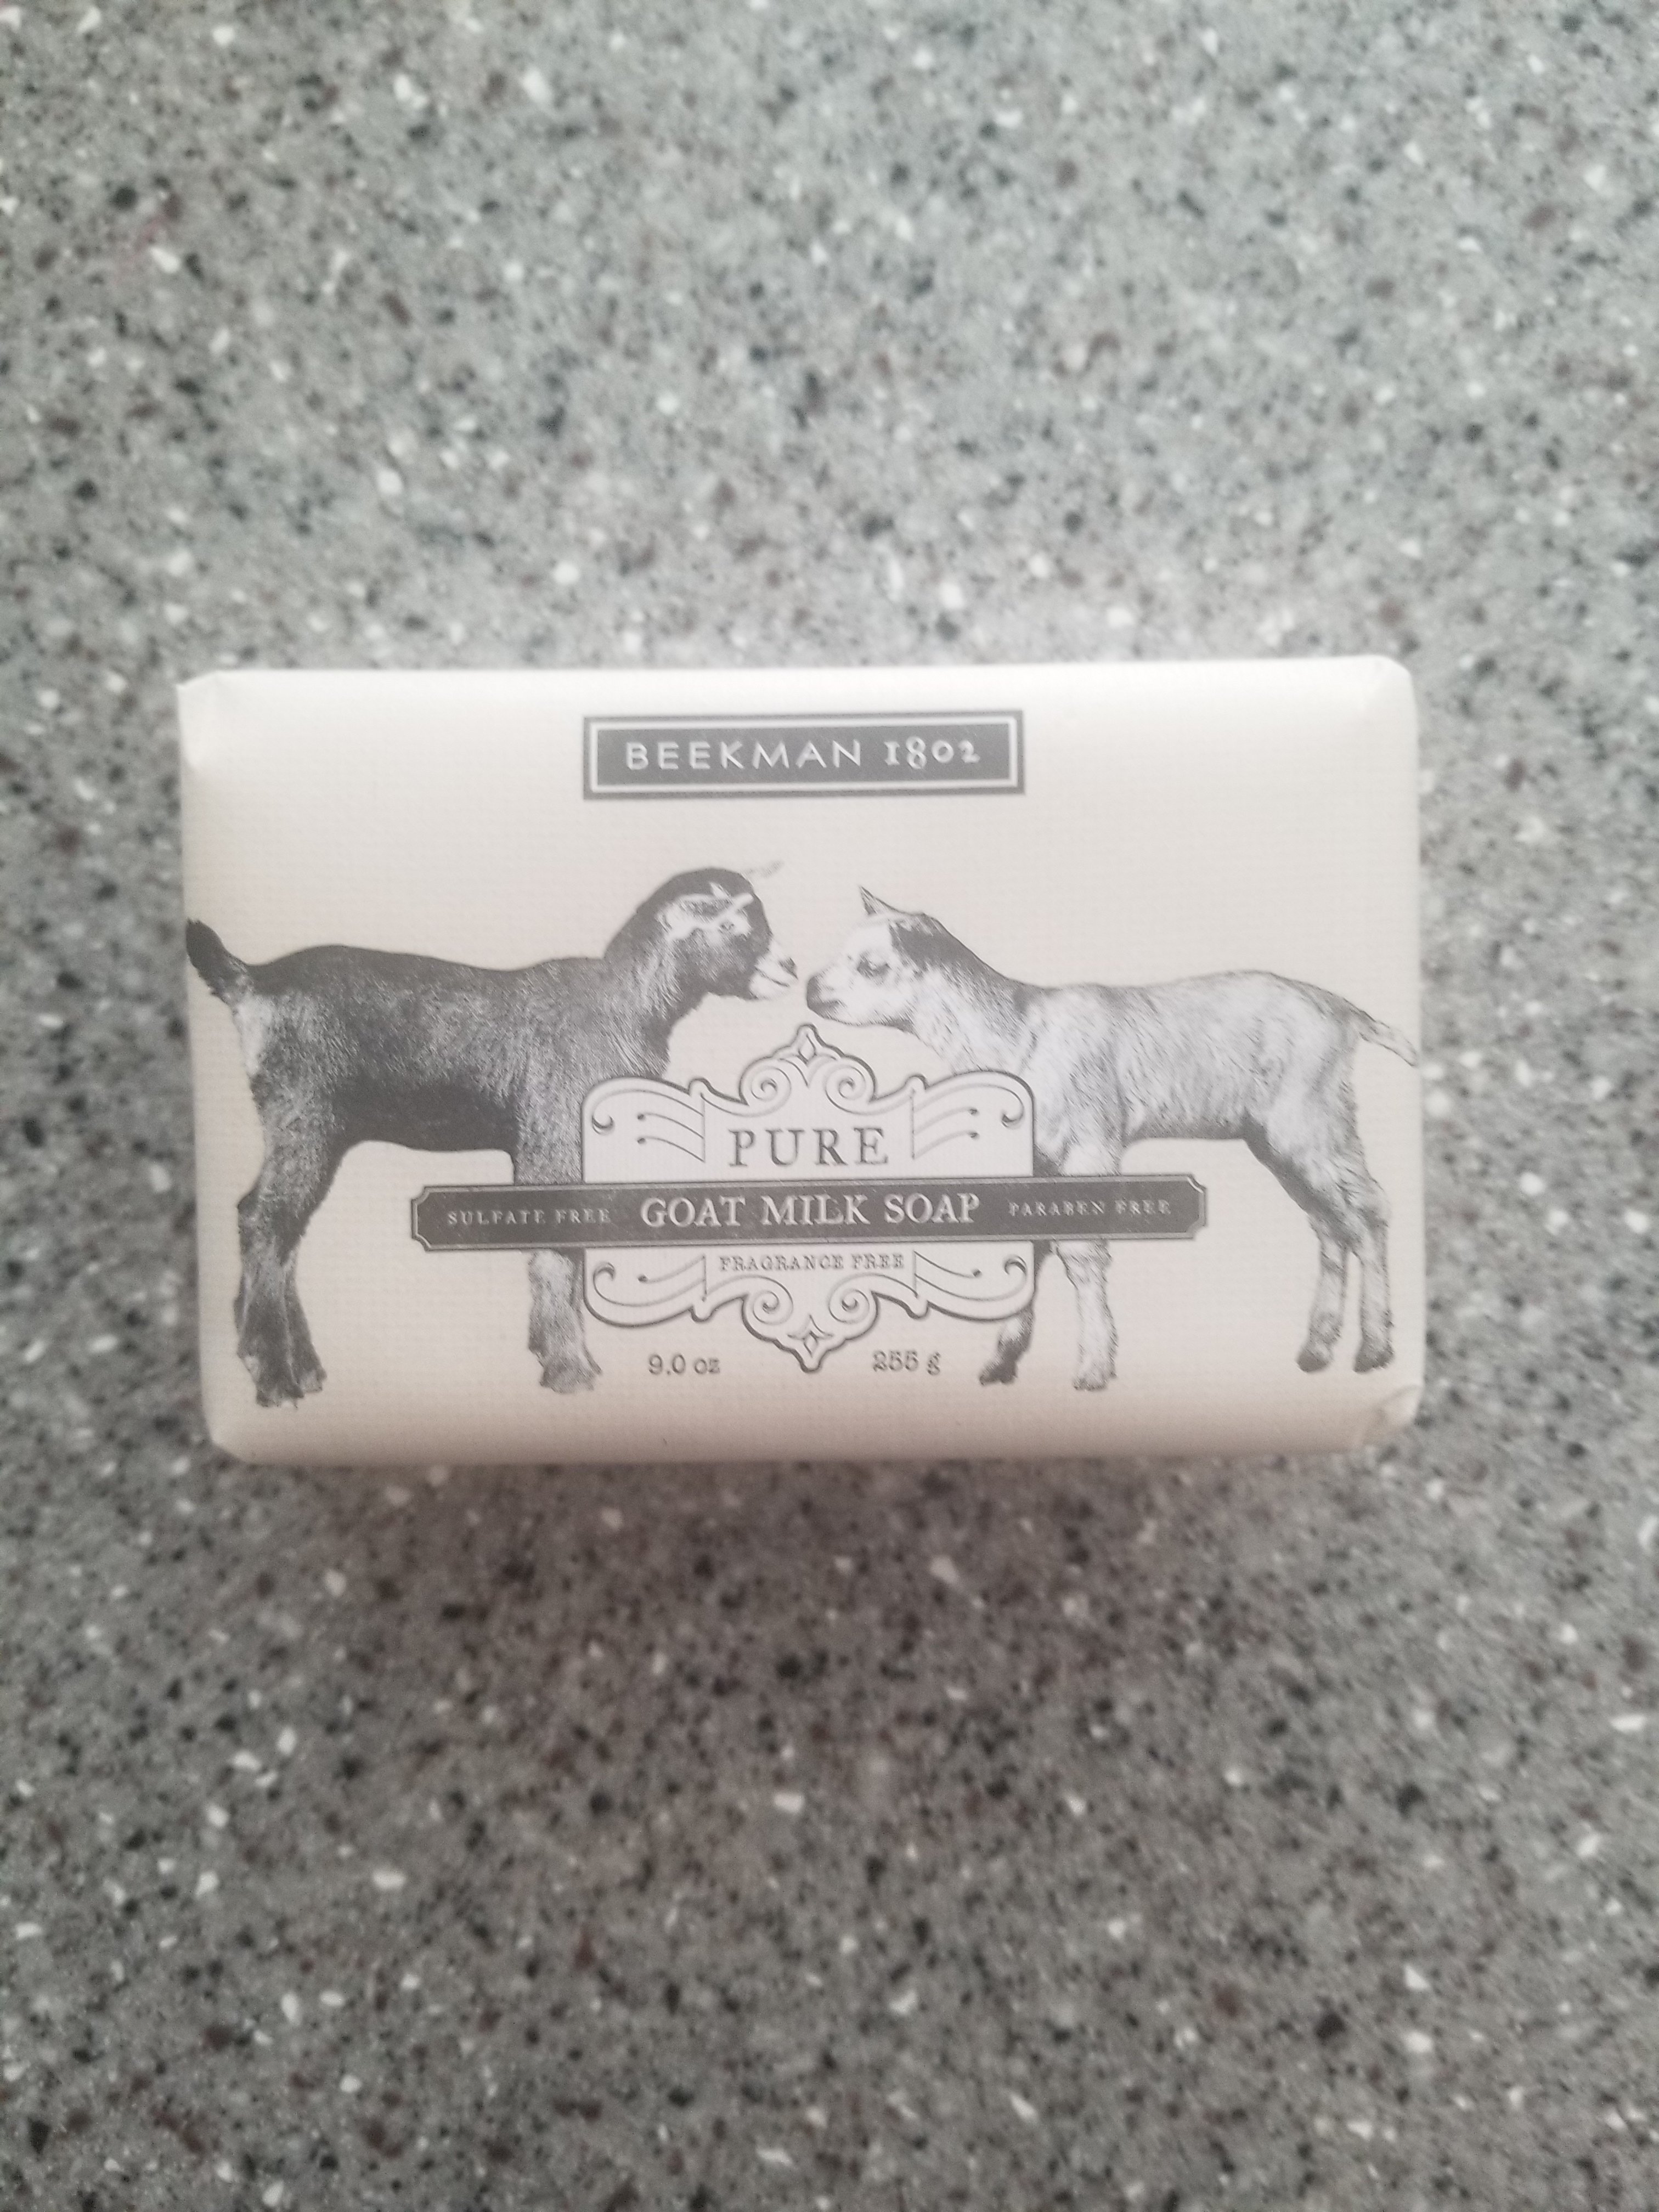 BEEKMAN 1802
PURE
SULFATE FREE GOAT MILK SOAP PARABEN FREE
FRAGRANCE FREE
9.0 oz 255 g